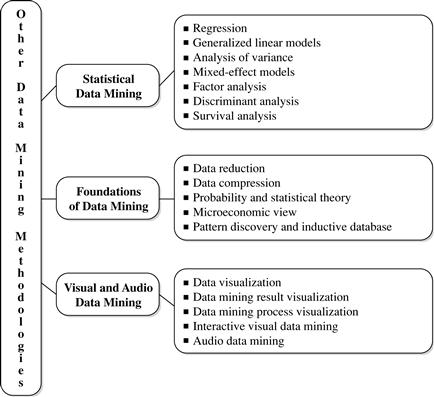 Other Data Mining Methodologies
Statistical
Data Mining
■ Regression
■ Generalized linear models
■ Analysis of variance
■ Mixed-effect models
■ Factor analysis
■ Discriminant analysis
■ Survival analysis
Foundations
of Data Mining
■ Data reduction
■ Data compression
■ Probability and statistical theory
■ Microeconomic view
■ Pattern discovery and inductive database
Visual and Audio
Data Mining
■ Data visualization
■ Data mining result visualization
■ Data mining process visualization
■ Interactive visual data mining
■ Audio data mining